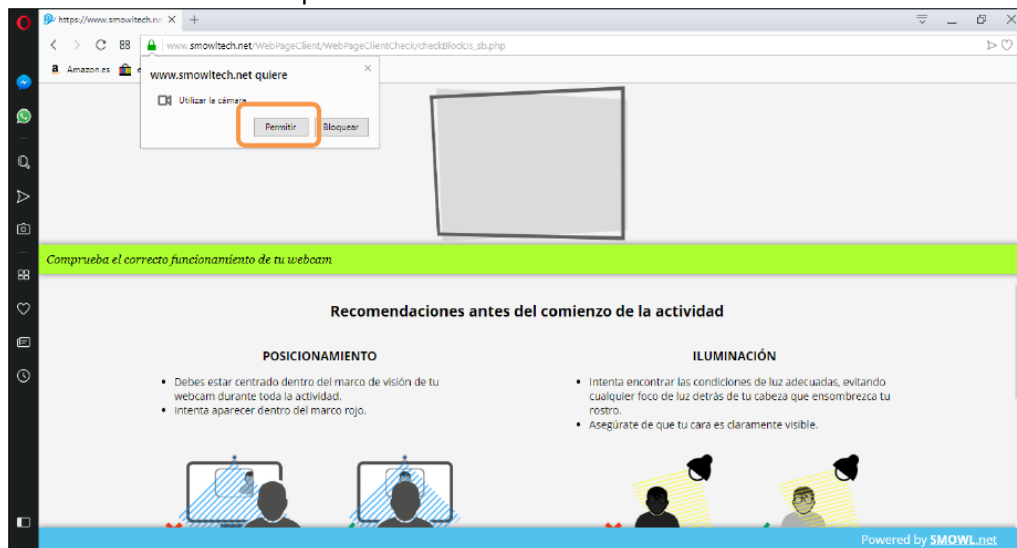 https://www.smowltech.ne
www.smowltech.net/WebPageClient/WebPageClientCheck/checkBlockUs_sb.php
Amazon.es e
www.smowltech.net quiere
Utilizar la cámara
Permitir Bloquear
Comprueba el correcto funcionamiento de tu webcam
Recomendaciones antes del comienzo de la actividad
POSICIONAMIENTO
• Debes estar centrado dentro del marco de visión de tu
webcam durante toda la actividad.
• Intenta aparecer dentro del marco rojo.
ILUMINACIÓN
• Intenta encontrar las condiciones de luz adecuadas, evitando
cualquier foco de luz detrás de tu cabeza que ensombrezca tu
rostro.
• Asegúrate de que tu cara es claramente visible.
Powered by SMOWL.net